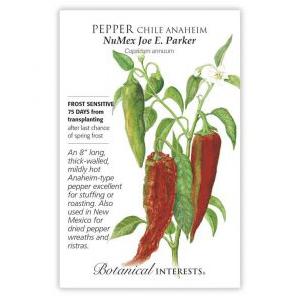 PEPPER CHILE ANAHEIM
NuMex Joe E. Parker
Capsicum annuum
FROST SENSITIVE
75 DAYS from
transplanting
after last chance
of spring frost
An 8" long,
thick-walled,
mildly hot
Anaheim-type
pepper excellent
for stuffing or
roasting. Also
used in New
Mexico for
dried pepper
wreaths and
ristras.
Botanical INTERESTS®